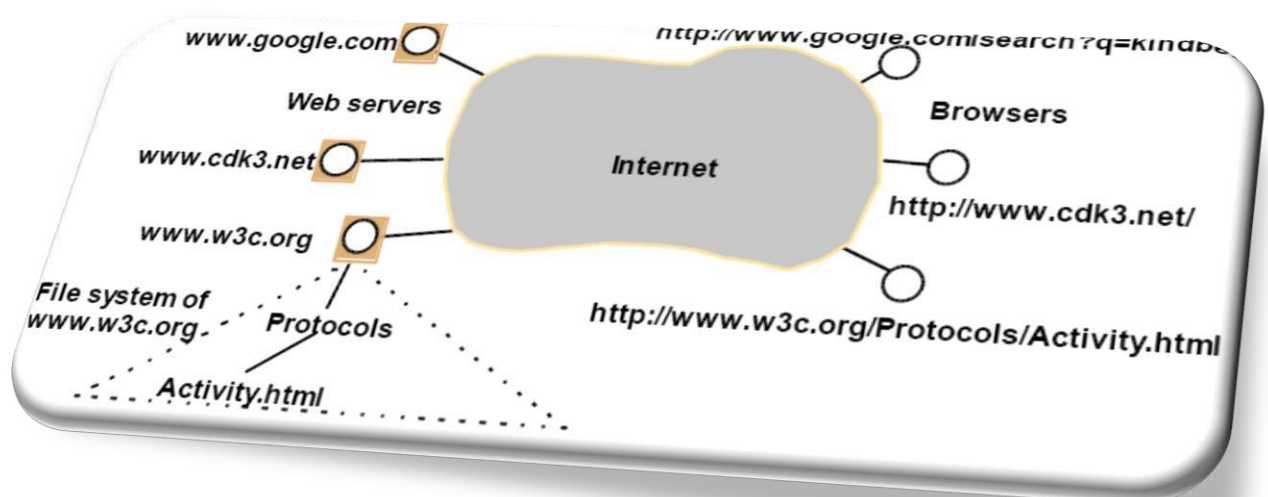 www.google.com
http://www.google.com/search?q=kindbe
Web servers
Browsers
www.cdk3.net
Internet
http://www.cdk3.net/
www.w3c.org
File system of
www.w3c.org
Protocols
http://www.w3c.org/Protocols/Activity.html
Activity.html